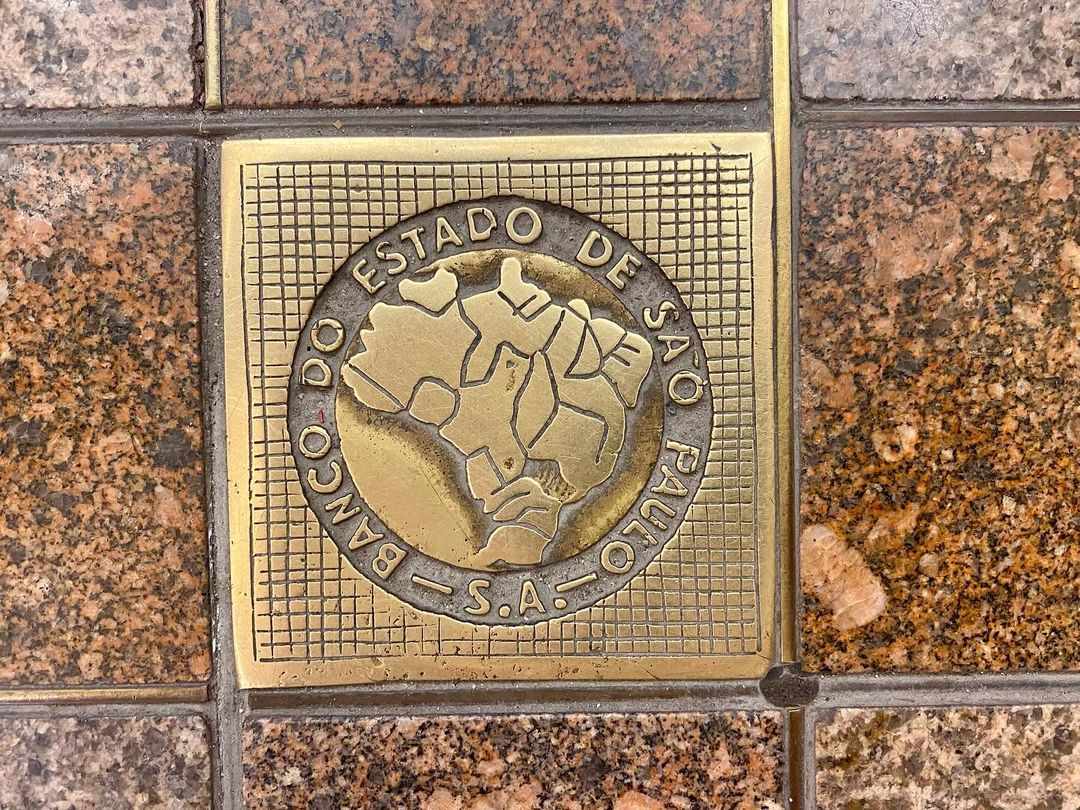 BANCO DO ESTADO DE SÃO PAULO
— S.A. —